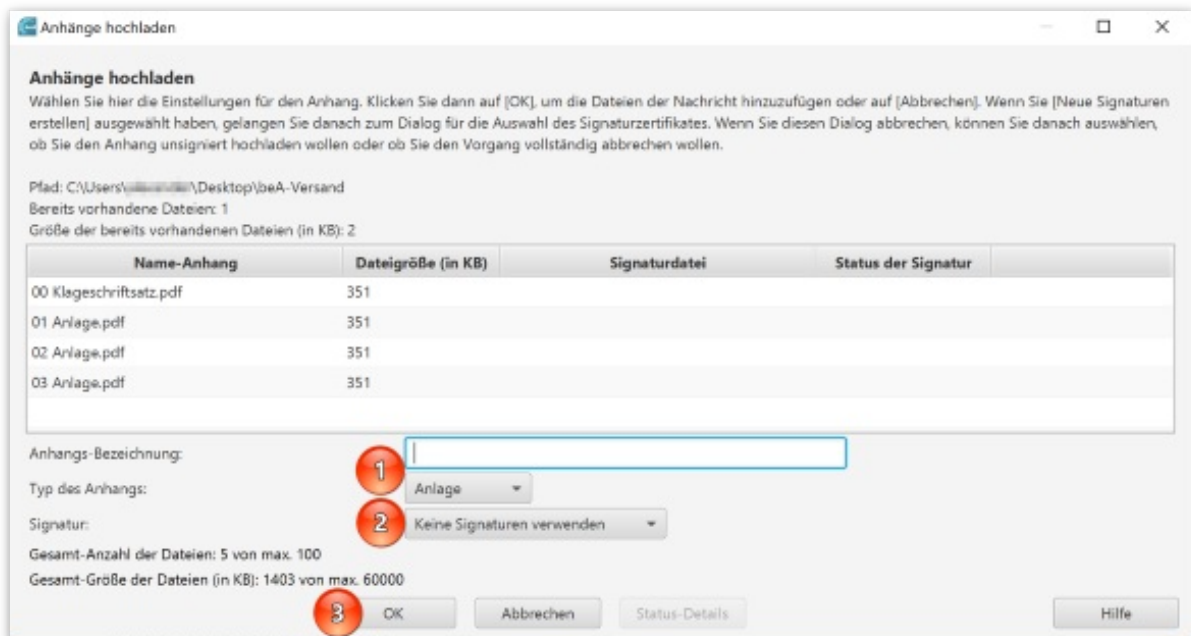 Anhänge hochladen
Anhänge hochladen
Wählen Sie hier die Einstellungen für den Anhang. Klicken Sie dann auf [OK], um die Dateien der Nachricht hinzuzufügen oder auf [Abbrechen]. Wenn Sie [Neue Signaturen
erstellen] ausgewählt haben, gelangen Sie danach zum Dialog für die Auswahl des Signaturzertifikates. Wenn Sie diesen Dialog abbrechen, können Sie danach auswählen,
ob Sie den Anhang unsigniert hochladen wollen oder ob Sie den Vorgang vollständig abbrechen wollen.
Pfad: C:\Users\ \Desktop\beA-Versand
Bereits vorhandene Dateien: 1
Größe der bereits vorhandenen Dateien (in KB): 2
Name-Anhang Dateigröße (in KB) Signaturdatei Status der Signatur
00 Klageschriftsatz.pdf 351
01 Anlage.pdf 351
02 Anlage.pdf 351
03 Anlage.pdf 351
Anhangs-Bezeichnung:
1
Typ des Anhangs: Anlage
Signatur: 2 Keine Signaturen verwenden
Gesamt-Anzahl der Dateien: 5 von max. 100
Gesamt-Größe der Dateien (in KB): 1403 von max. 60000
3 OK Abbrechen Status-Details Hilfe